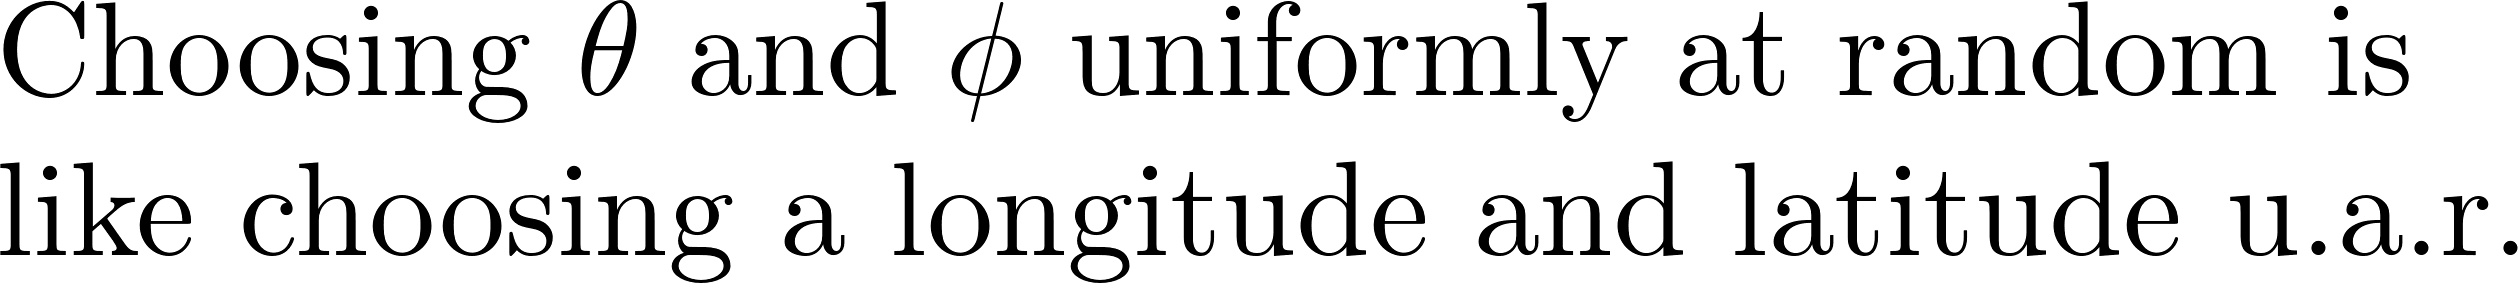 Choosing θ and ϕ uniformly at random is
like choosing a longitude and latitude u.a.r.